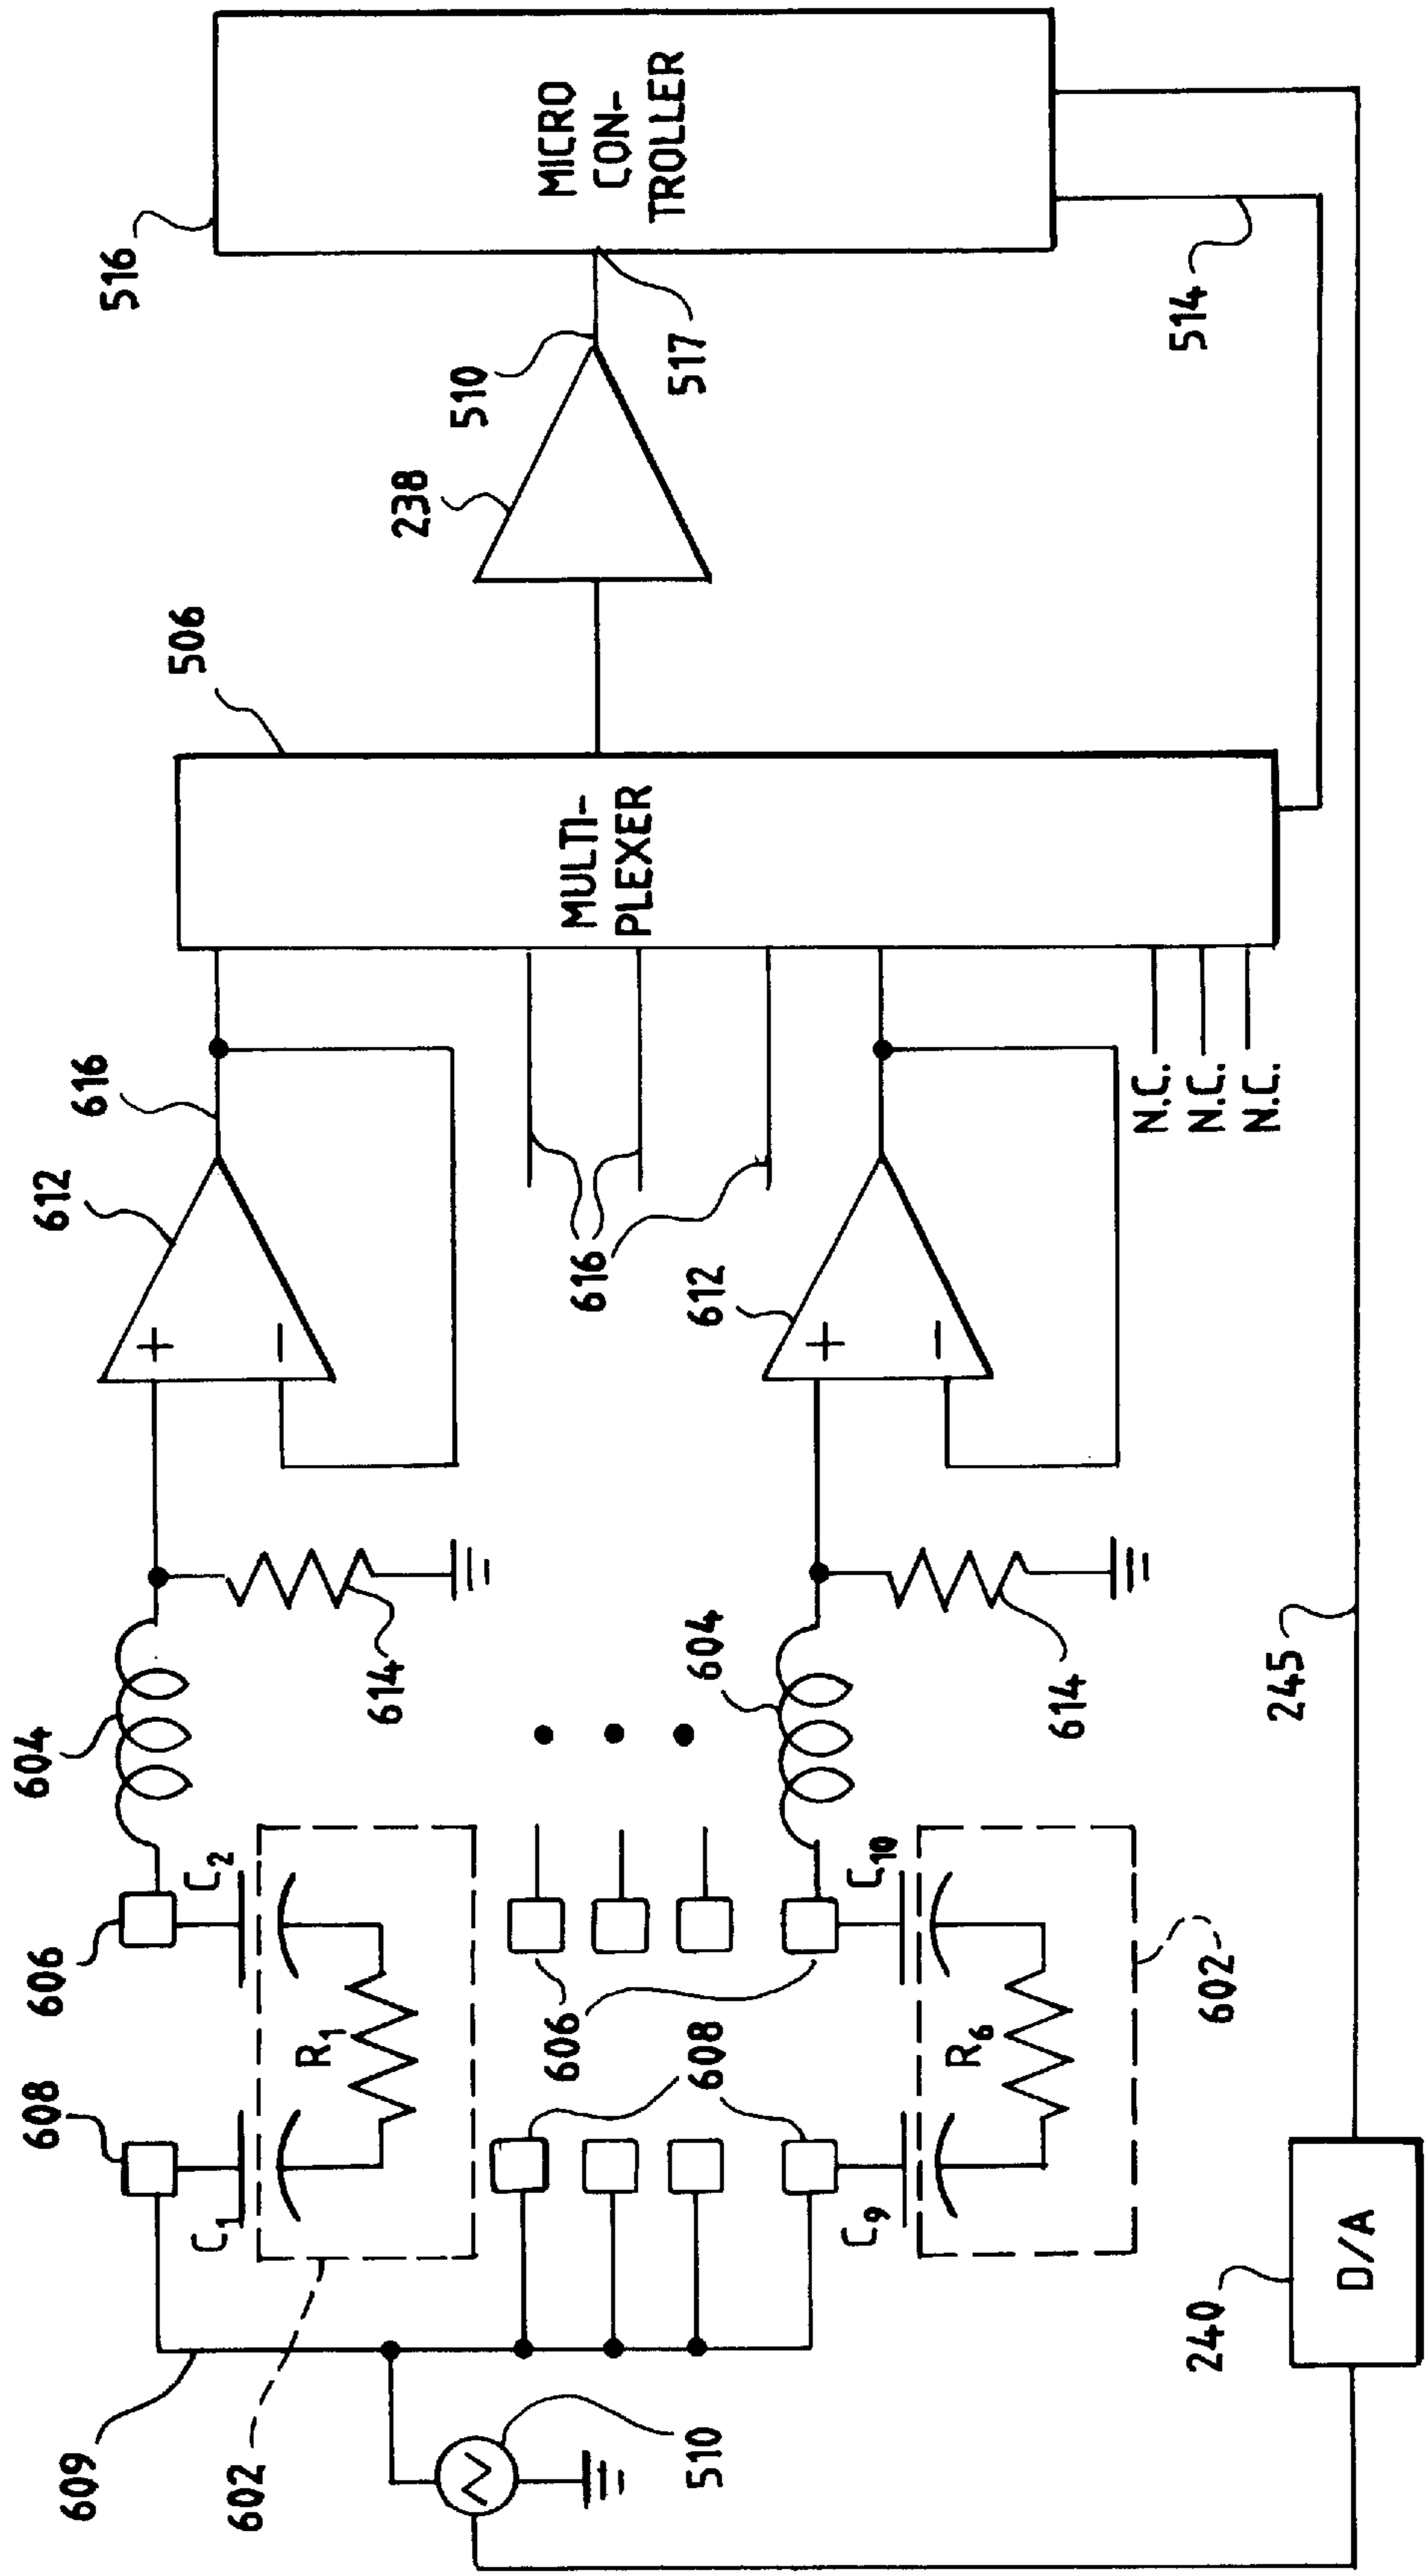 609
602
510
608
C1
R1
606
C2
604
614
612
616
506
MULTI-
PLEXER
238
510
517
516
MICRO
CON-
TROLLER
514
608
606
616
C9
R6
C10
602
604
614
612
N.C.
N.C.
N.C.
240
D/A
245